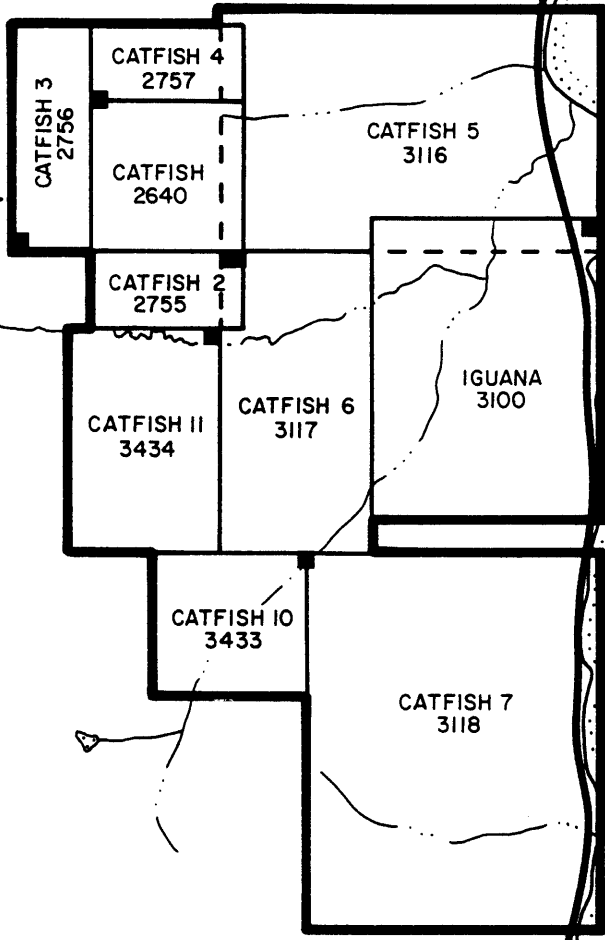 CATFISH 4
2757
CATFISH 3
2756
CATFISH 5
3116
CATFISH
2640
CATFISH 2
2755
IGUANA
3100
CATFISH 6
3117
CATFISH 11
3434
CATFISH 10
3433
CATFISH 7
3118